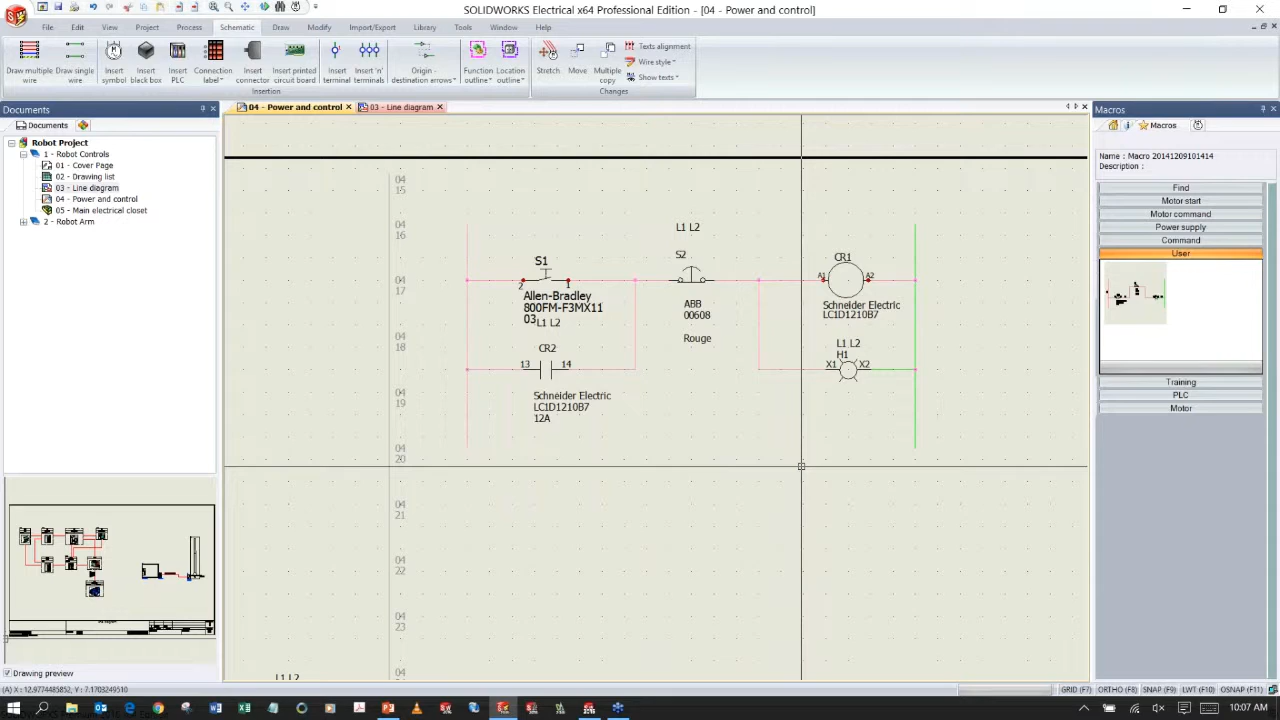 SOLIDWORKS Electrical x64 Professional Edition - [04 - Power and control]
File Edit View Project Process Schematic Draw Modify Import/Export Library Tools Window Help
Draw multiple wire
Draw single wire
Insert symbol
Insert black box
Insert PLC
Connection label
Insert connector
Insert printed circuit board
Insert terminal
Insert 'n' terminals
Origin - destination arrows
Function outline
Location outline
Stretch
Move
Multiple copy
Texts alignment
Wire style
Show texts
Insertion
Changes
Documents
04 - Power and control
03 - Line diagram
Macros
Documents
Robot Project
1 - Robot Controls
01 - Cover Page
02 - Drawing list
03 - Line diagram
04 - Power and control
05 - Main electrical closet
2 - Robot Arm
Drawing preview
04
15
04
16
04
17
04
18
04
19
04
20
04
21
04
22
04
23
L1 L2
S1
2
1
Allen-Bradley
800FM-F3MX11
03
L1 L2
CR2
13
14
Schneider Electric
LC1D1210B7
12A
L1 L2
S2
ABB
00608
Rouge
CR1
A1
A2
Schneider Electric
LC1D1210B7
L1 L2
H1
X1
X2
Macros
Name : Macro 20141209101414
Description :
Find
Motor start
Motor command
Power supply
Command
User
Training
PLC
Motor
(A) X : 12.9774485852, Y : 7.1703249510
GRID (F7) ORTHO (F8) SNAP (F9) LWT (F10) OSNAP (F11)
10:07 AM